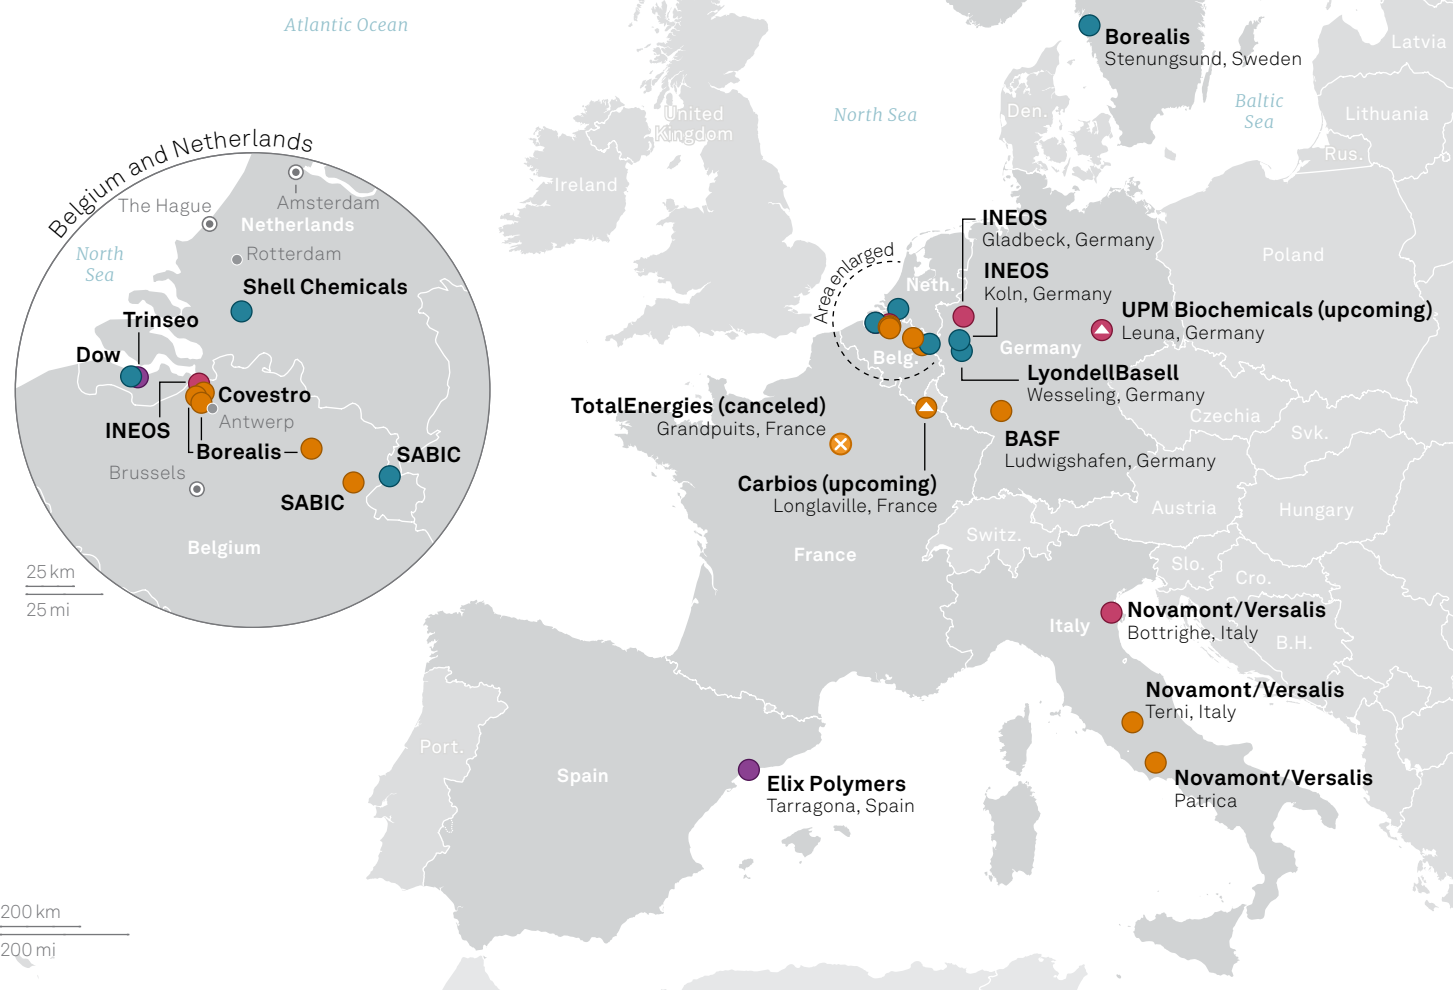 Atlantic Ocean
Borealis
Stenungsund, Sweden
Latvia
Baltic
Sea
North Sea
Den.
Lithuania
United
Kingdom
Rus.
Ireland
Belgium and Netherlands
Amsterdam
The Hague
Netherlands
North
Sea
Rotterdam
Shell Chemicals
Trinseo
Dow
Covestro
Antwerp
INEOS
Borealis
Brussels
SABIC
SABIC
Belgium
25 km
25 mi
INEOS
Gladbeck, Germany
Area enlarged
Poland
INEOS
Koln, Germany
Neth.
UPM Biochemicals (upcoming)
Leuna, Germany
Germany
Belg.
LyondellBasell
Wesseling, Germany
TotalEnergies (canceled)
Grandpuits, France
Czechia
Svk.
BASF
Ludwigshafen, Germany
Carbios (upcoming)
Longlaville, France
Austria
Hungary
Switz.
France
Slo.
Cro.
Novamont/Versalis
Bottrighe, Italy
Italy
B.H.
Novamont/Versalis
Terni, Italy
Port.
Spain
Novamont/Versalis
Patrica
Elix Polymers
Tarragona, Spain
200 km
200 mi